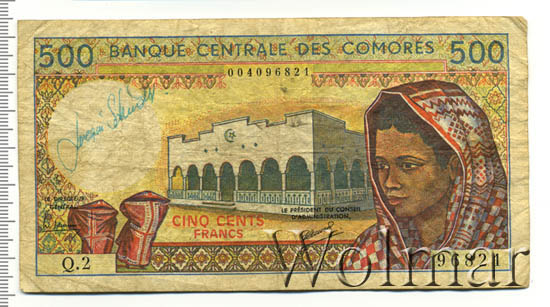 500 BANQUE CENTRALE DES COMORES 500
004096821
LE DIRECTEUR
GÉNÉRAL
LE PRÉSIDENT DU CONSEIL
D'ADMINISTRATION,
CINQ CENTS
FRANCS
Q.2
96821
Wolmar